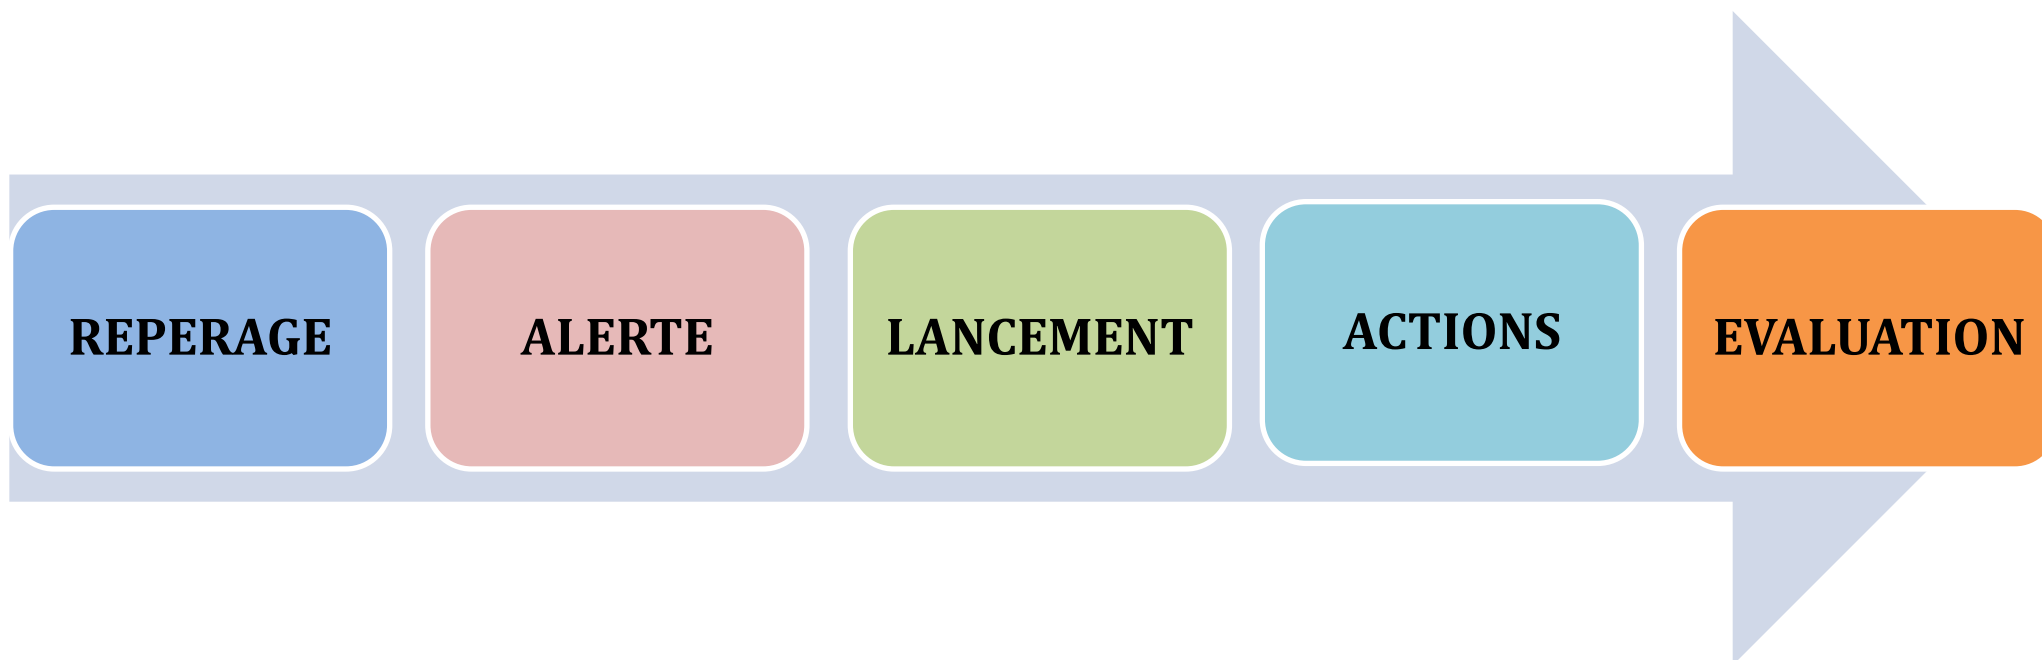 REPERAGE
ALERTE
LANCEMENT
ACTIONS
EVALUATION